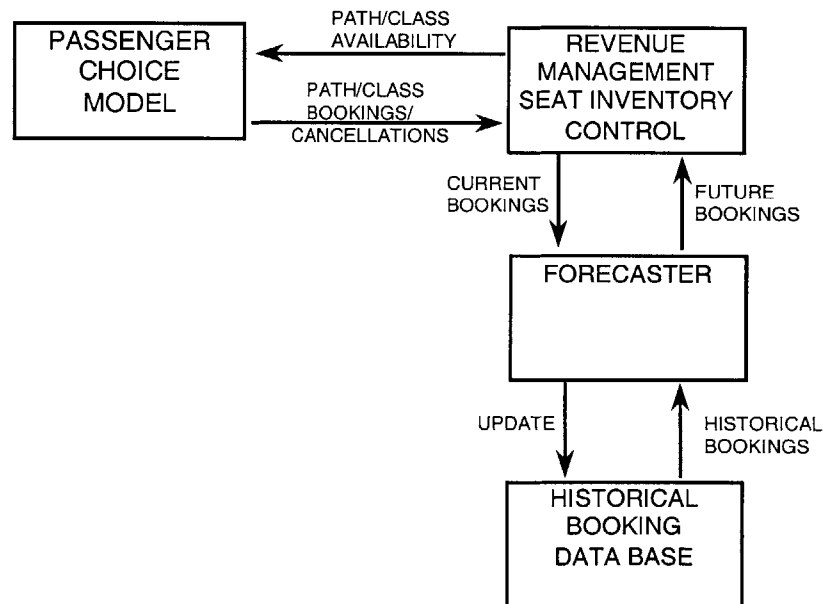 PASSENGER
CHOICE
MODEL
PATH/CLASS
AVAILABILITY
PATH/CLASS
BOOKINGS/
CANCELLATIONS
REVENUE
MANAGEMENT
SEAT INVENTORY
CONTROL
CURRENT
BOOKINGS
FUTURE
BOOKINGS
FORECASTER
UPDATE
HISTORICAL
BOOKINGS
HISTORICAL
BOOKING
DATA BASE